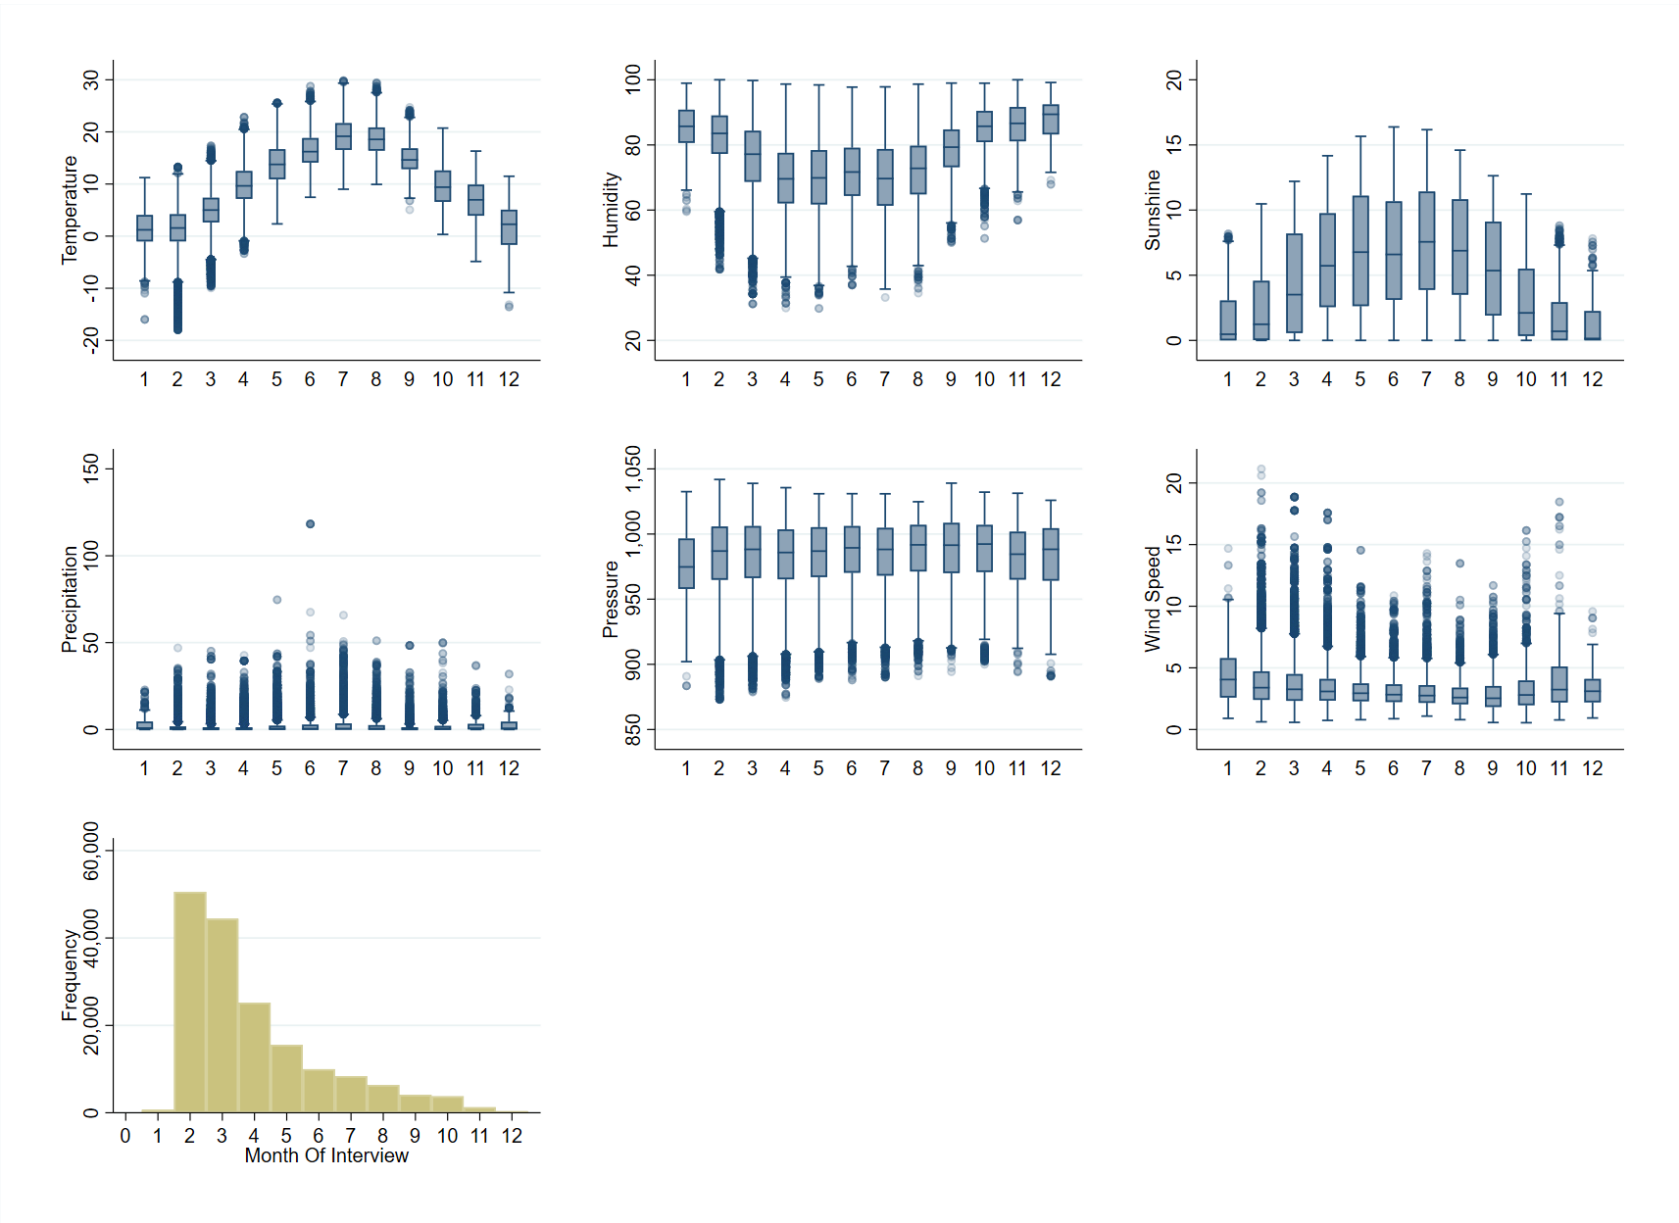 Temperature
30
20
10
0
-10
-20
1 2 3 4 5 6 7 8 9 10 11 12
Humidity
100
80
60
40
20
1 2 3 4 5 6 7 8 9 10 11 12
Sunshine
20
15
10
5
0
1 2 3 4 5 6 7 8 9 10 11 12
Precipitation
150
100
50
0
1 2 3 4 5 6 7 8 9 10 11 12
Pressure
1,050
1,000
950
900
850
1 2 3 4 5 6 7 8 9 10 11 12
Wind Speed
20
15
10
5
0
1 2 3 4 5 6 7 8 9 10 11 12
Frequency
60,000
40,000
20,000
0
0 1 2 3 4 5 6 7 8 9 10 11 12
Month Of Interview